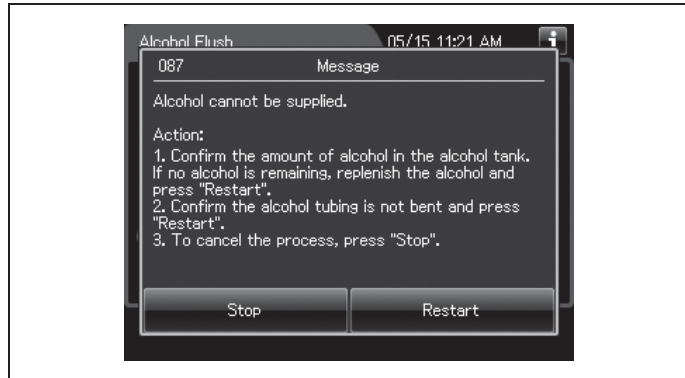 Alcohol Flush 05/15 11:21 AM i
087 Message
Alcohol cannot be supplied.
Action:
1. Confirm the amount of alcohol in the alcohol tank.
If no alcohol is remaining, replenish the alcohol and
press "Restart".
2. Confirm the alcohol tubing is not bent and press
"Restart".
3. To cancel the process, press "Stop".
Stop Restart